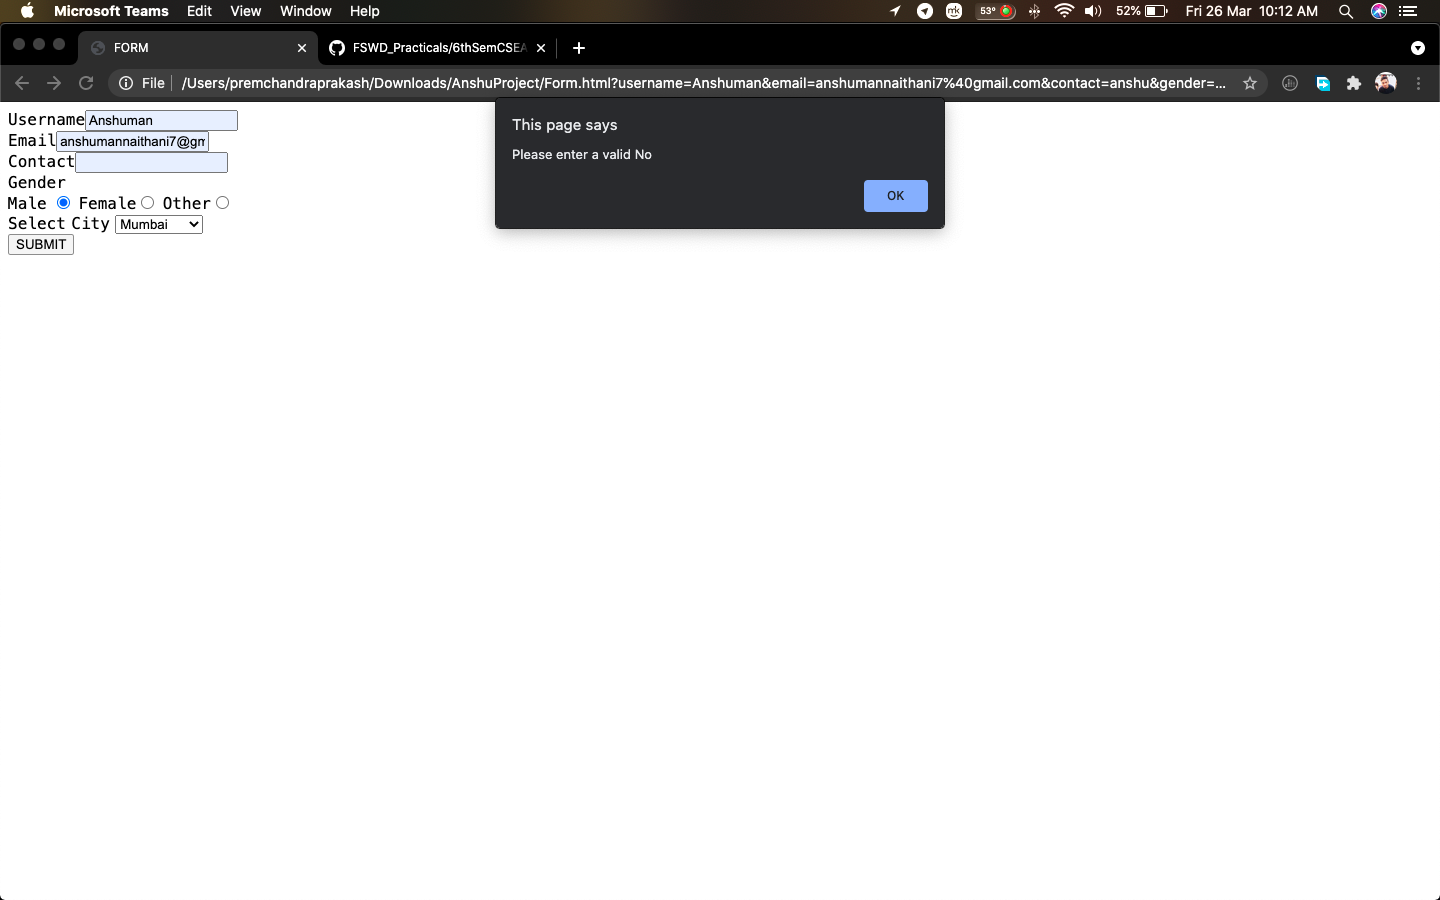 Microsoft Teams Edit View Window Help 53° 52% Fri 26 Mar 10:12 AM
FORM FSWD_Practicals/6thSemCSEA
File /Users/premchandraprakash/Downloads/AnshuProject/Form.html?username=Anshuman&email=anshumannaithani7%40gmail.com&contact=anshu&gender=...
Username Anshuman
Email anshumannaithani7@gm
Contact
Gender
Male Female Other
Select City Mumbai
SUBMIT
This page says
Please enter a valid No
OK